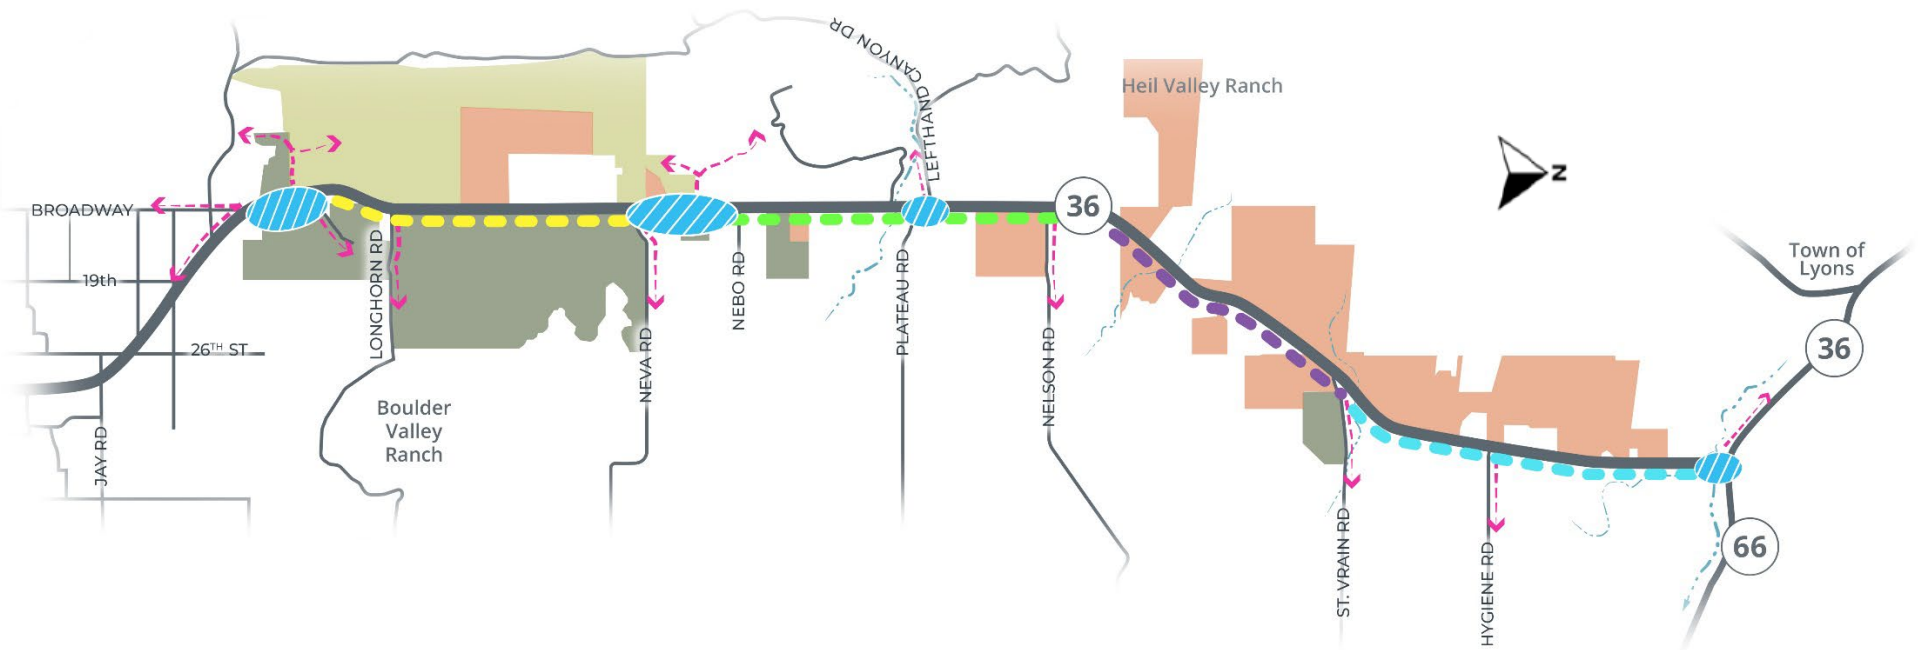 LEFTHAND CANYON DR
Heil Valley Ranch
N
BROADWAY
36
Town of
Lyons
19th
LONGHORN RD
NEBO RD
PLATEAU RD
26TH ST
NEVA RD
NELSON RD
36
Boulder
Valley
Ranch
JAY RD
ST. VRAIN RD
HYGIENE RD
66